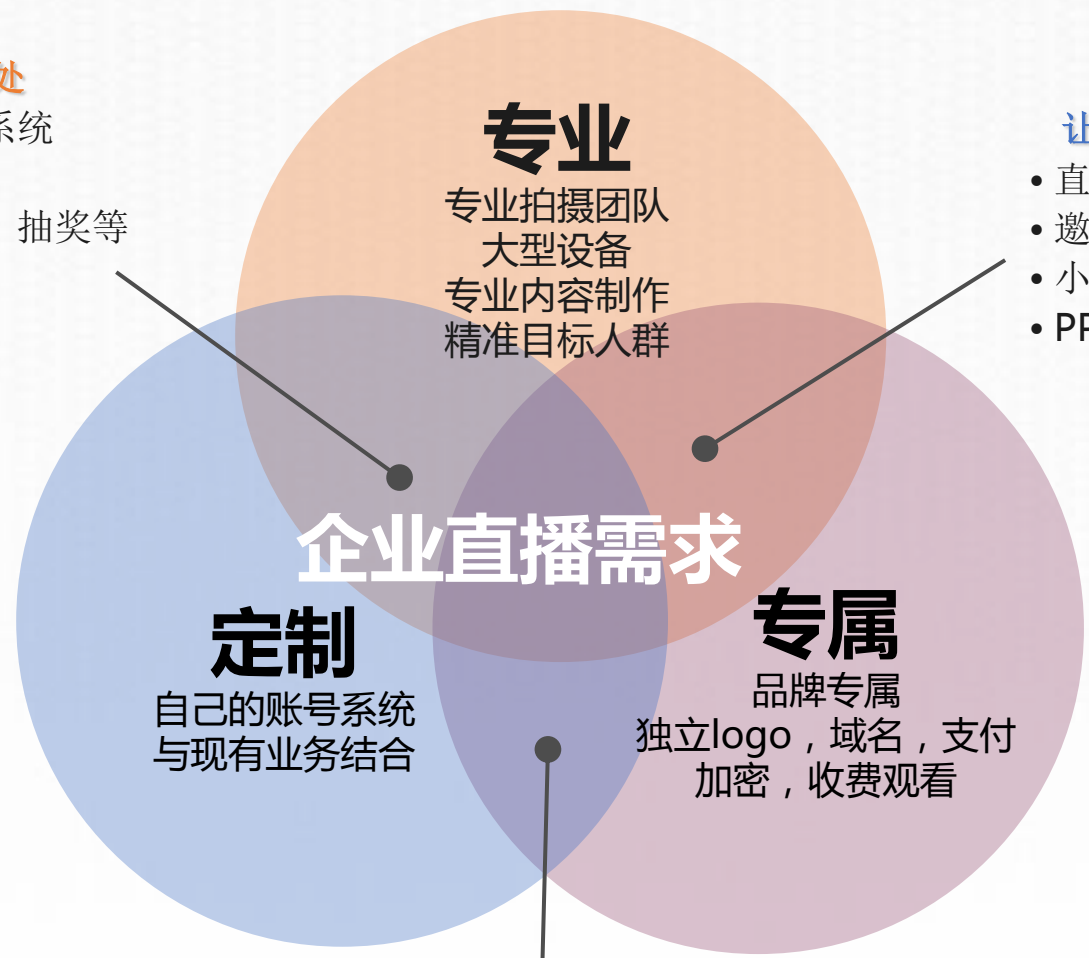 处
系统
抽奖等
专业
专业拍摄团队
大型设备
专业内容制作
精准目标人群
让
• 直
• 邀
• 小
• PP
企业直播需求
定制
自己的账号系统
与现有业务结合
专属
品牌专属
独立logo，域名，支付
加密，收费观看